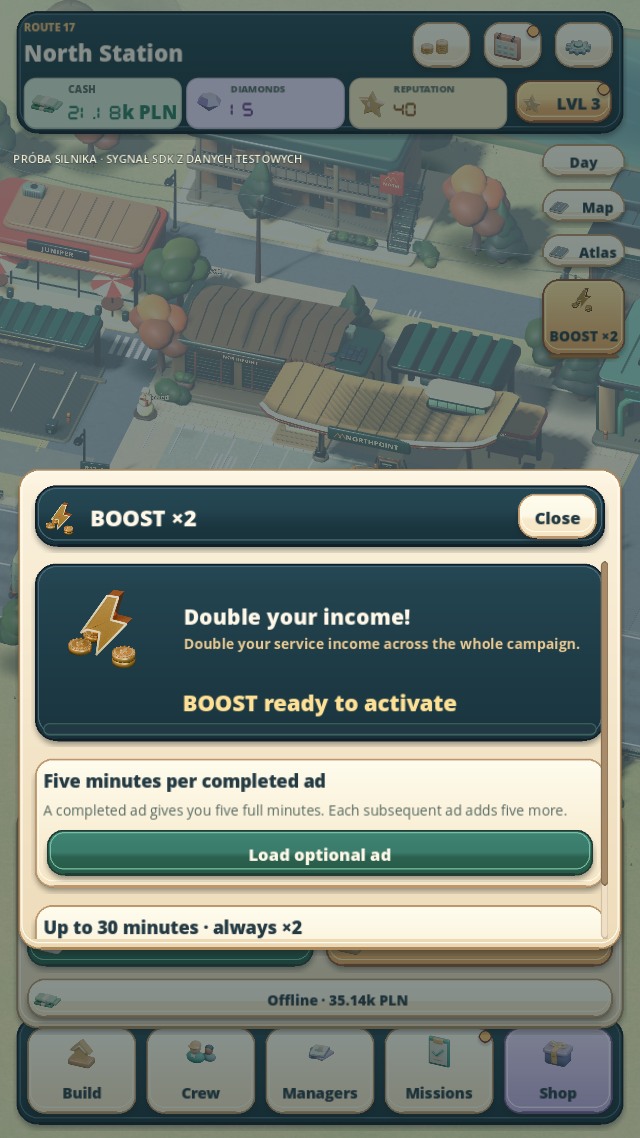 ROUTE 17
North Station
CASH
DIAMONDS
15
REPUTATION
40
LVL 3
PRÓBA SILNIKA · SYGNAŁ SDK Z DANYCH TESTOWYCH
Day
Map
Atlas
BOOST ×2
JUNIPER
NORTHPOINT
NORTHPOINT
BOOST ×2
Close
Double your income!
Double your service income across the whole campaign.
BOOST ready to activate
Five minutes per completed ad
A completed ad gives you five full minutes. Each subsequent ad adds five more.
Load optional ad
Up to 30 minutes · always ×2
Offline · 35.14k PLN
Build
Crew
Managers
Missions
Shop